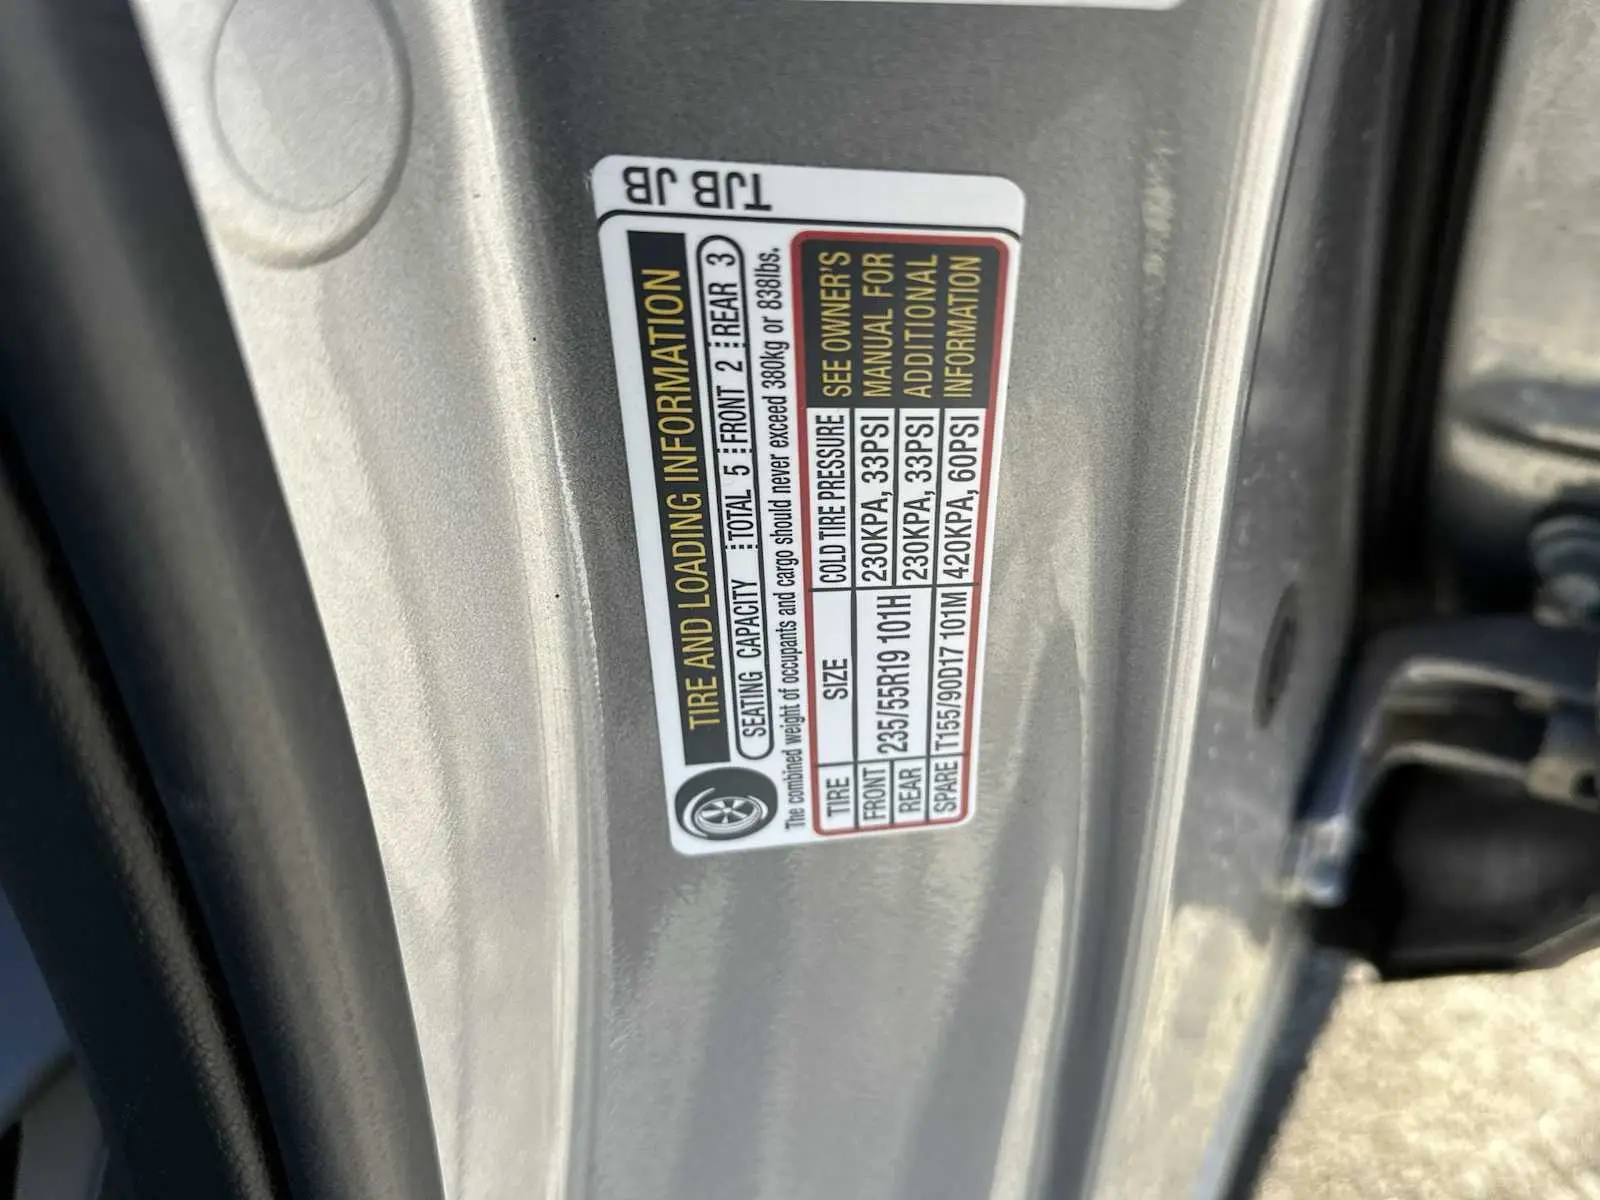 TJB JB
TIRE AND LOADING INFORMATION
SEATING CAPACITY TOTAL 5 FRONT 2 REAR 3
The combined weight of occupants and cargo should never exceed 380kg or 838lbs.
TIRE SIZE COLD TIRE PRESSURE
FRONT 235/55R19 101H 230KPA, 33PSI
REAR 230KPA, 33PSI
SPARE T155/90D17 101M 420KPA, 60PSI
SEE OWNER'S
MANUAL FOR
ADDITIONAL
INFORMATION